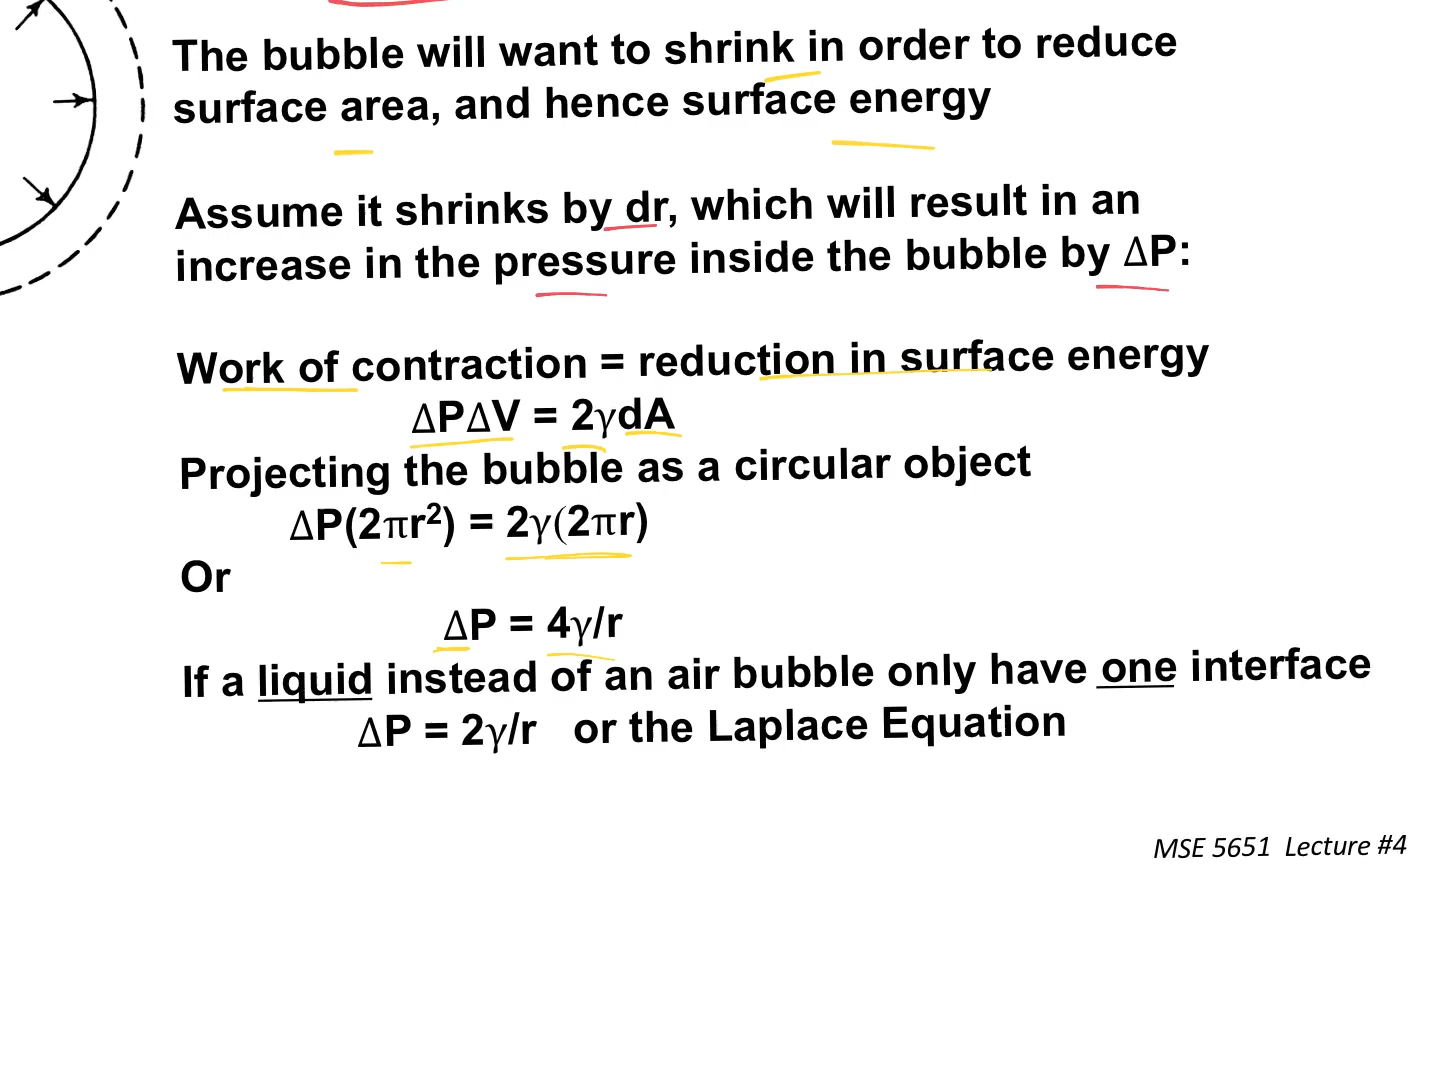 The bubble will want to shrink in order to reduce
surface area, and hence surface energy
Assume it shrinks by dr, which will result in an
increase in the pressure inside the bubble by ΔP:
Work of contraction = reduction in surface energy
ΔPΔV = 2γdA
Projecting the bubble as a circular object
ΔP(2πr²) = 2γ(2πr)
Or
ΔP = 4γ/r
If a liquid instead of an air bubble only have one interface
ΔP = 2γ/r or the Laplace Equation
MSE 5651 Lecture #4